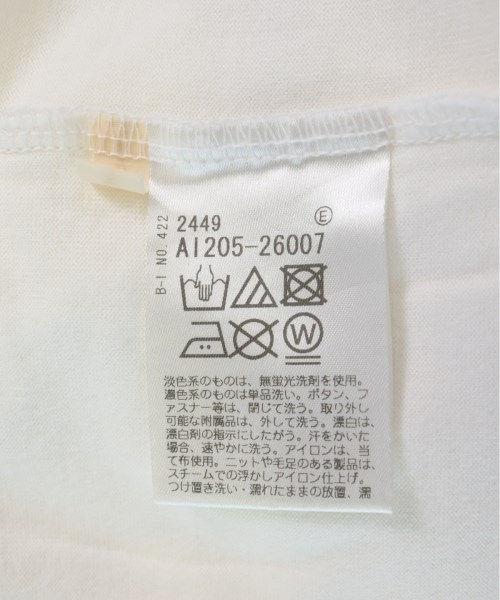 B-I NO 422
2449 Ⓔ
AI205-26007
W
淡色系のものは、無蛍光洗剤を使用。
濃色系のものは単品洗い。ボタン、フ
ァスナー等は、閉じて洗う。取り外し
可能な附属品は、外して洗う。漂白は、
漂白剤の指示にしたがう。汗をかいた
場合、速やかに洗う。アイロンは、当
て布使用。ニットや毛足のある製品は、
スチームでの浮かしアイロン仕上げ。
つけ置き洗い・濡れたままの放置、濡